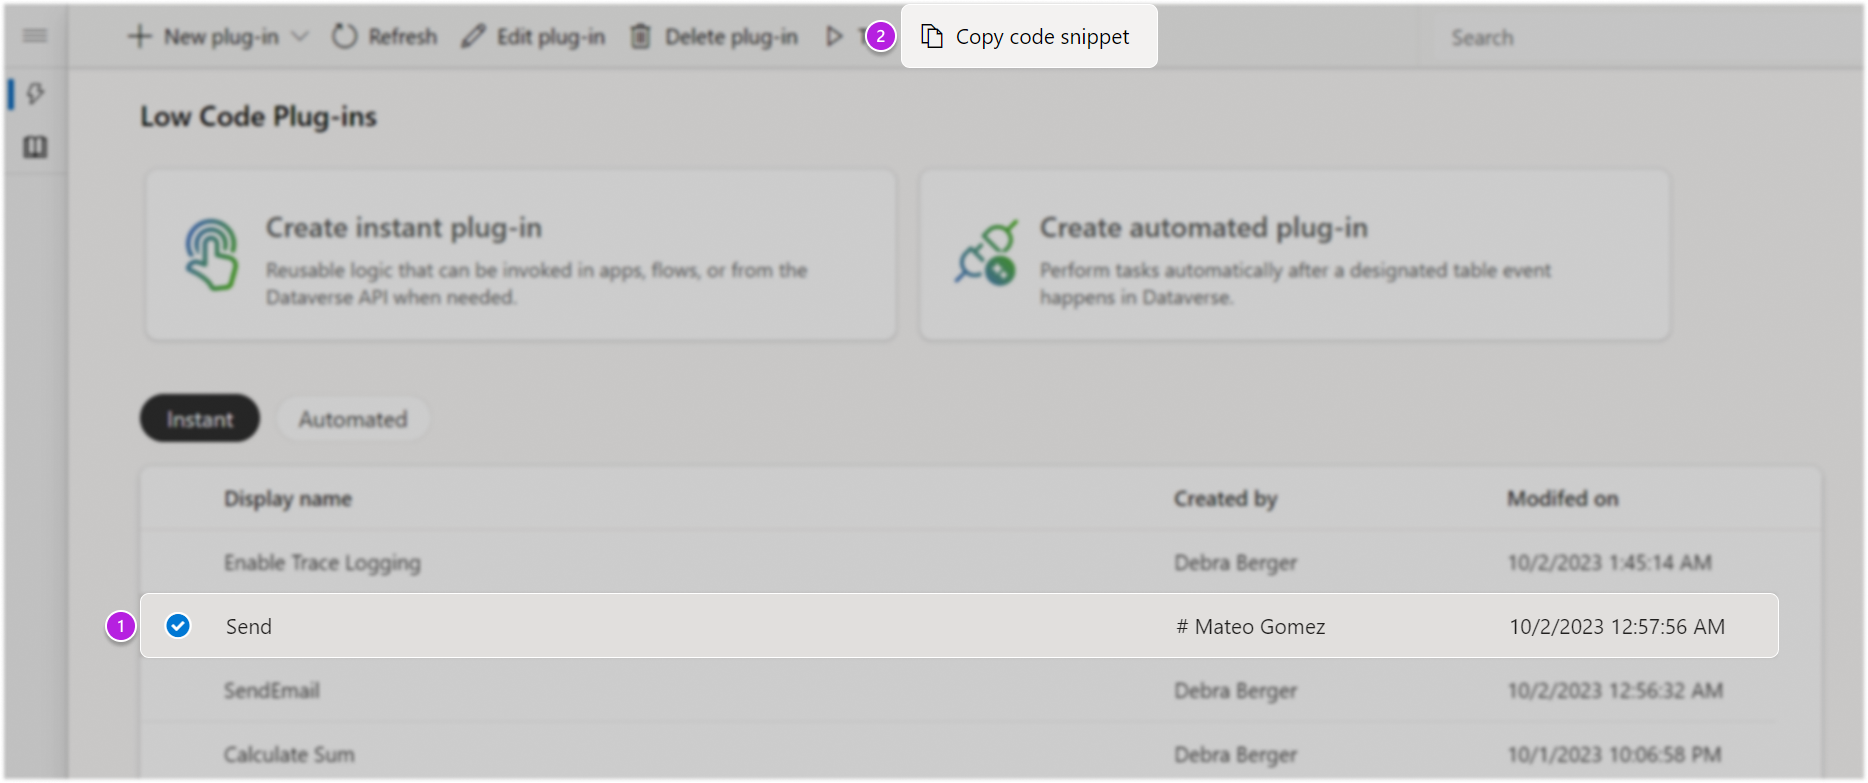 New plug-in
Refresh
Edit plug-in
Delete plug-in
2
Copy code snippet
Search
Low Code Plug-ins
Create instant plug-in
Reusable logic that can be invoked in apps, flows, or from the
Dataverse API when needed.
Create automated plug-in
Perform tasks automatically after a designated table event
happens in Dataverse.
Instant
Automated
Display name
Created by
Modifed on
Enable Trace Logging
Debra Berger
10/2/2023 1:45:14 AM
1
Send
# Mateo Gomez
10/2/2023 12:57:56 AM
SendEmail
Debra Berger
10/2/2023 12:56:32 AM
Calculate Sum
Debra Berger
10/1/2023 10:06:58 PM